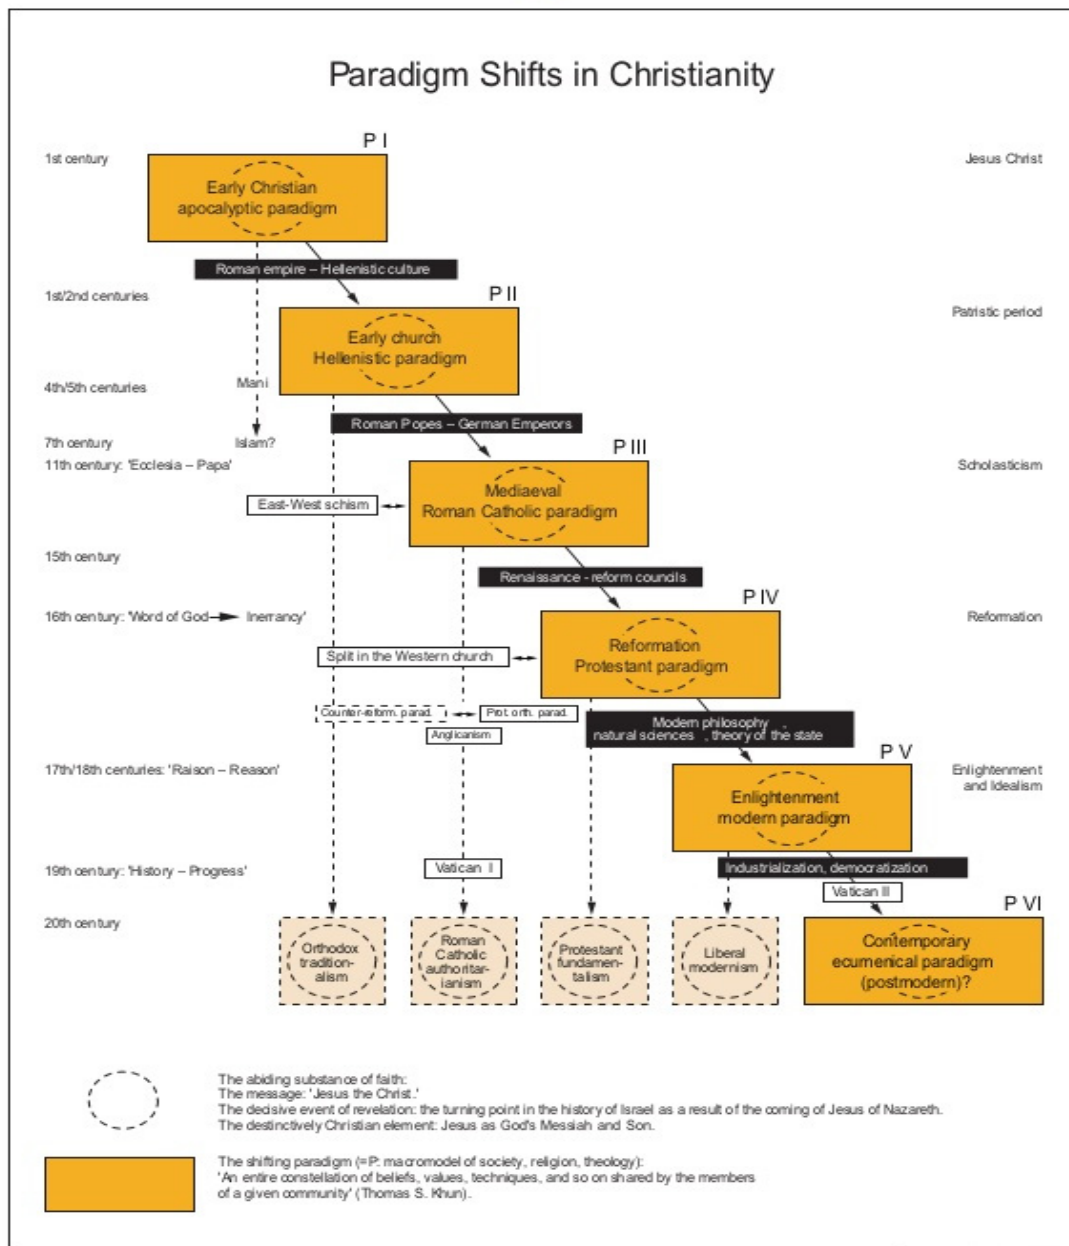 Paradigm Shifts in Christianity
P I
1st century
Jesus Christ
Early Christian
apocalyptic paradigm
Roman empire – Hellenistic culture
1st/2nd centuries
P II
Patristic period
Early church
Hellenistic paradigm
4th/5th centuries
Mani
Roman Popes – German Emperors
7th century
Islam?
P III
11th century: 'Ecclesia – Papa'
Scholasticism
Mediaeval
Roman Catholic paradigm
East-West schism
15th century
Renaissance - reform councils
P IV
16th century: 'Word of God → Inerrancy'
Reformation
Reformation
Protestant paradigm
Split in the Western church
Counter-reform. parad.
Prot. orth. parad.
Anglicanism
Modern philosophy ,
natural sciences , theory of the state
P V
17th/18th centuries: 'Raison – Reason'
Enlightenment
and Idealism
Enlightenment
modern paradigm
19th century: 'History – Progress'
Vatican I
Industrialization, democratization
Vatican II
P VI
20th century
Orthodox
tradition-
alism
Roman
Catholic
authoritar-
ianism
Protestant
fundamen-
talism
Liberal
modernism
Contemporary
ecumenical paradigm
(postmodern)?
The abiding substance of faith:
The message: 'Jesus the Christ.'
The decisive event of revelation: the turning point in the history of Israel as a result of the coming of Jesus of Nazareth.
The distinctively Christian element: Jesus as God's Messiah and Son.
The shifting paradigm (=P: macromodel of society, religion, theology):
'An entire constellation of beliefs, values, techniques, and so on shared by the members
of a given community' (Thomas S. Khun).